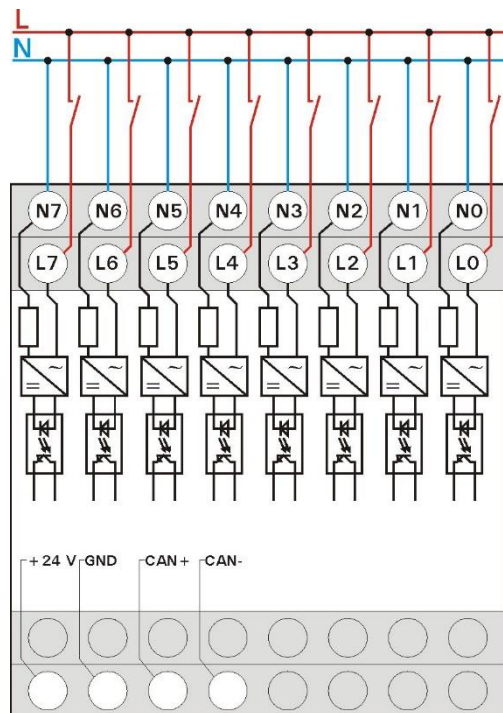 L
N
N7 N6 N5 N4 N3 N2 N1 N0
L7 L6 L5 L4 L3 L2 L1 L0
+24 V GND CAN+ CAN-